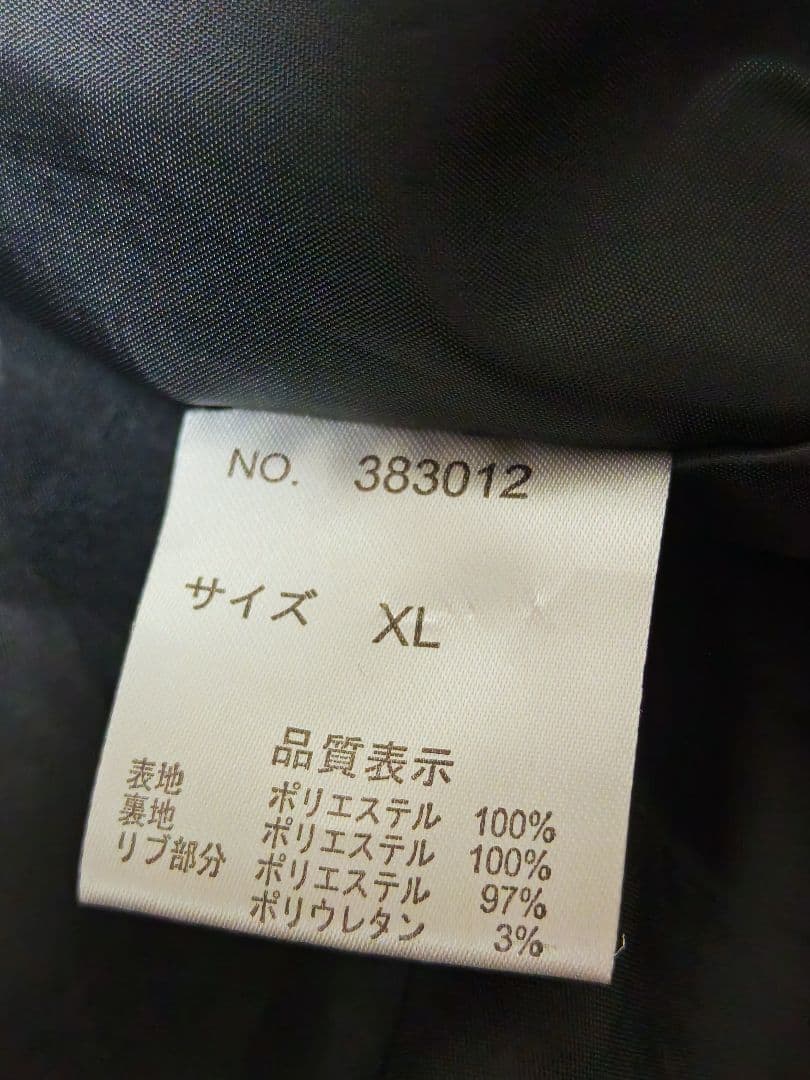 NO. 383012
サイズ XL
品質表示
表地 ポリエステル 100%
裏地 ポリエステル 100%
リブ部分 ポリエステル 97%
ポリウレタン 3%